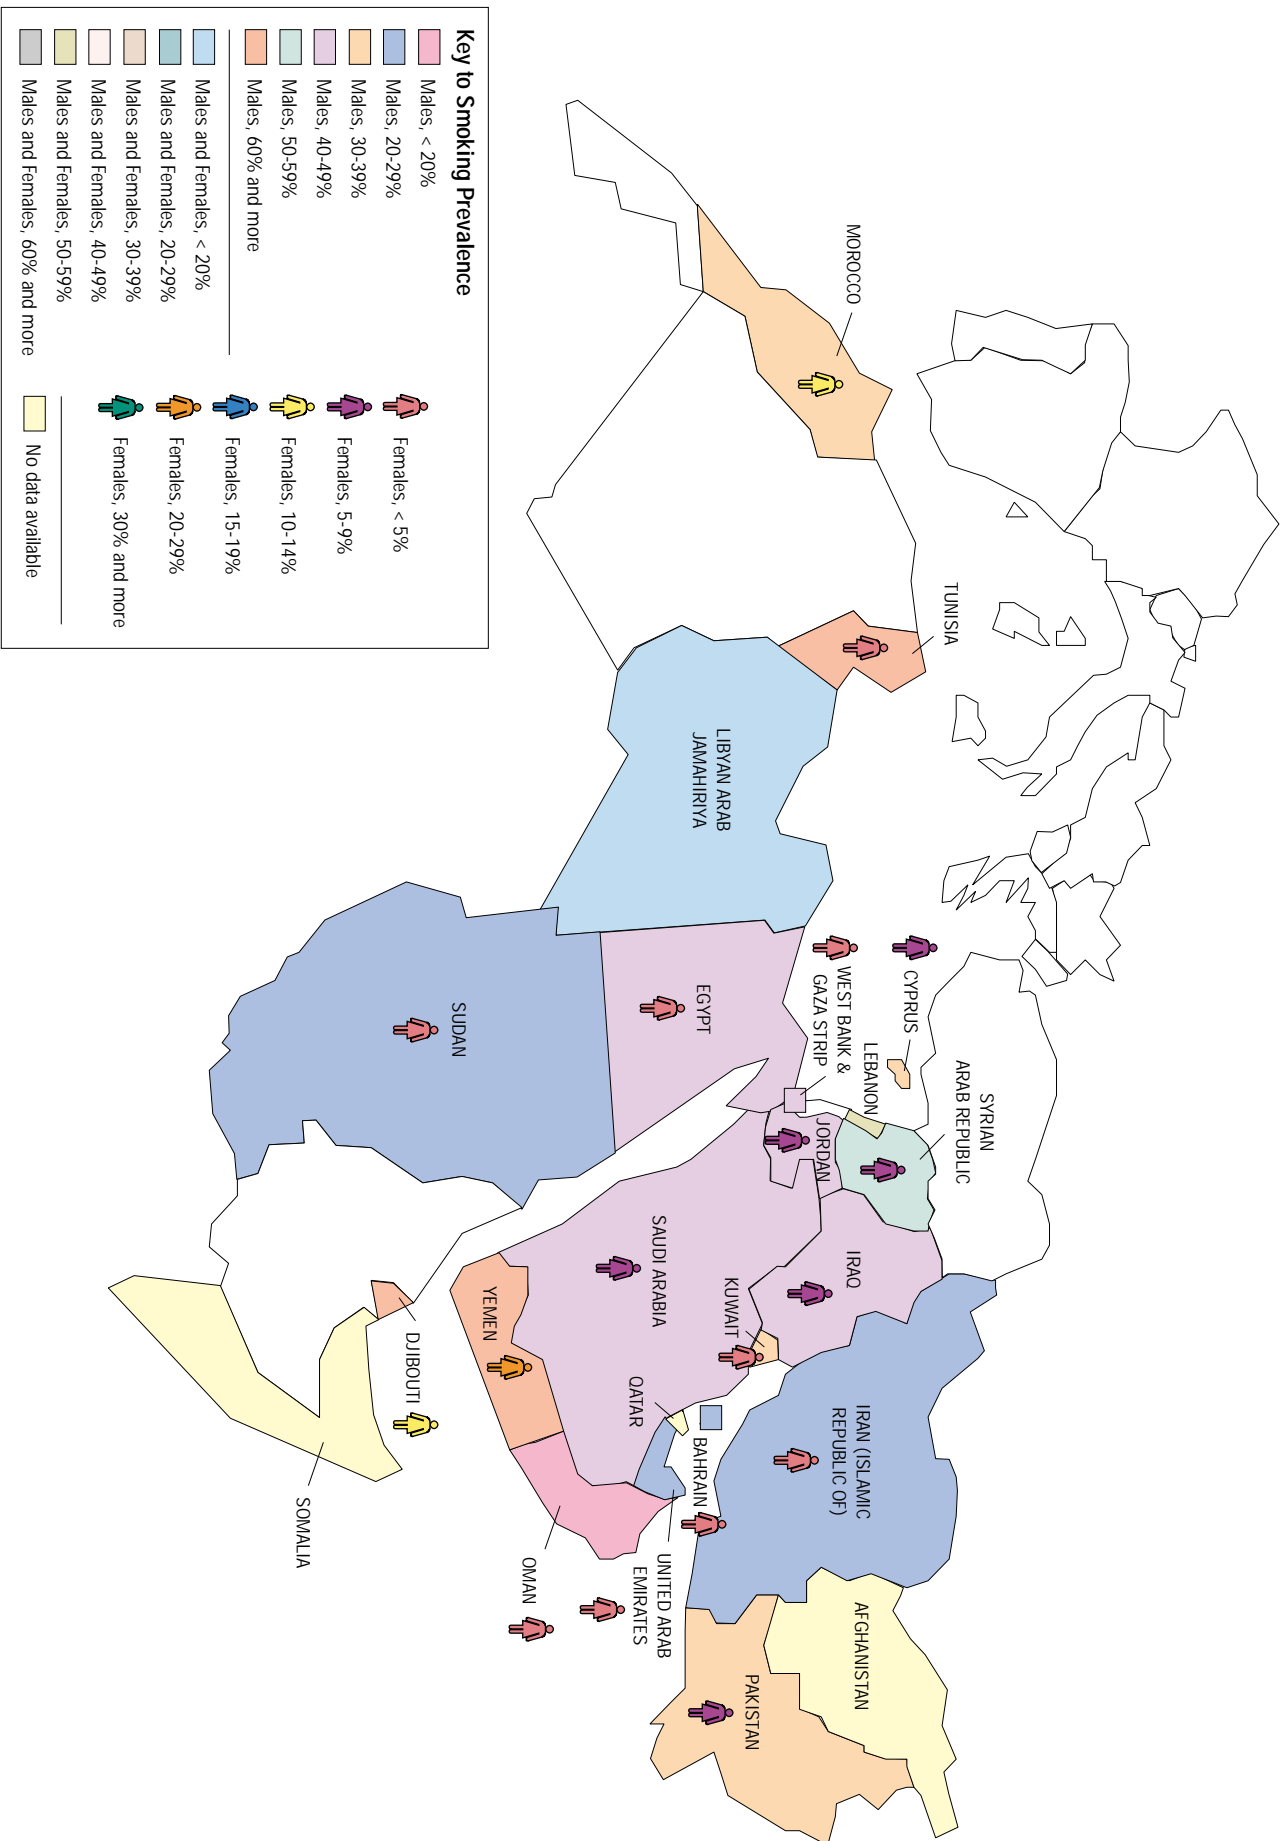 MOROCCO
TUNISIA
LIBYAN ARAB
JAMAHIRIYA
EGYPT
SUDAN
CYPRUS
WEST BANK &
GAZA STRIP
LEBANON
SYRIAN
ARAB REPUBLIC
JORDAN
IRAQ
SAUDI ARABIA
KUWAIT
YEMEN
DJIBOUTI
SOMALIA
QATAR
BAHRAIN
UNITED ARAB
EMIRATES
OMAN
IRAN (ISLAMIC
REPUBLIC OF)
AFGHANISTAN
PAKISTAN
Key to Smoking Prevalence
Males, < 20%
Males, 20-29%
Males, 30-39%
Males, 40-49%
Males, 50-59%
Males, 60% and more
Males and Females, < 20%
Males and Females, 20-29%
Males and Females, 30-39%
Males and Females, 40-49%
Males and Females, 50-59%
Males and Females, 60% and more
Females, < 5%
Females, 5-9%
Females, 10-14%
Females, 15-19%
Females, 20-29%
Females, 30% and more
No data available